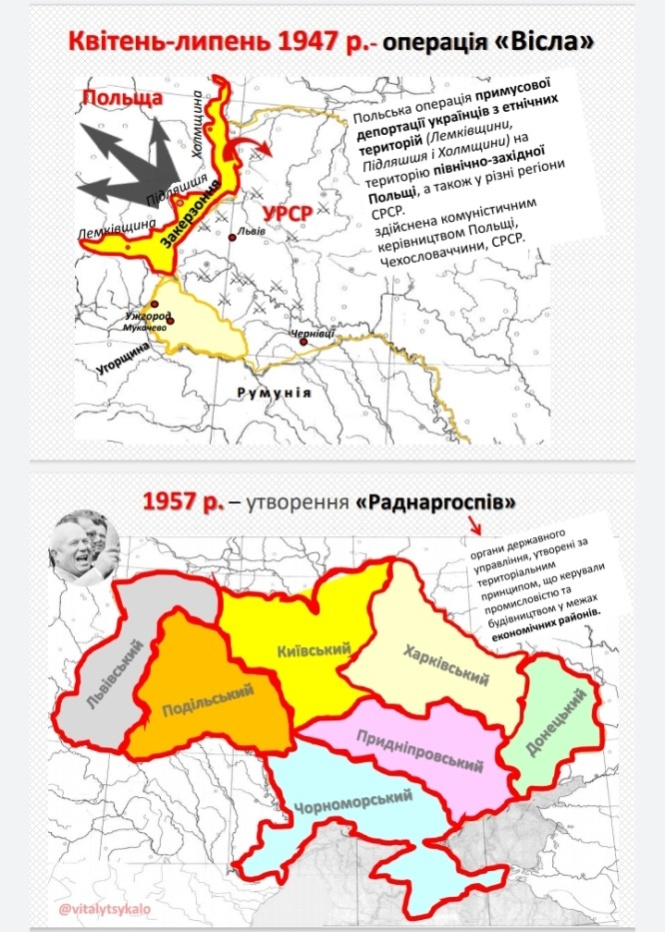 Квітень-липень 1947 р.- операція «Вісла»
Польща
Холмщина
Підляшшя
Лемківщина
Закерзоння
УРСР
Львів
Ужгород
Мукачево
Чернівці
Угорщина
Румунія
Польська операція примусової
депортації українців з етнічних
територій (Лемківщини,
Підляшшя і Холмщини) на
територію північно-західної
Польщі, а також у різні регіони
СРСР.
здійснена комуністичним
керівництвом Польщі,
Чехословаччини, СРСР.
1957 р. – утворення «Раднаргоспів»
органи державного
управління, утворені за
територіальним
принципом, що керували
промисловістю та
будівництвом у межах
економічних районів.
Львівський
Подільський
Київський
Харківський
Донецький
Придніпровський
Чорноморський
@vitalytsykalo